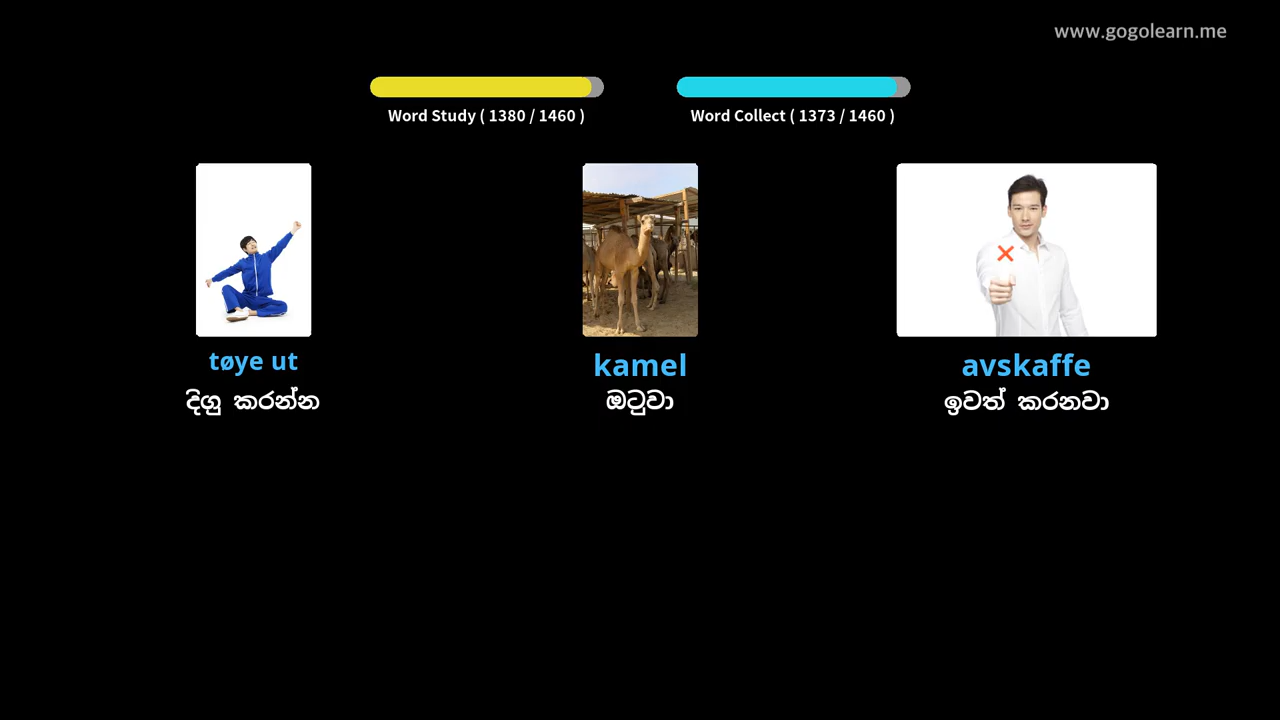 www.gogolearn.me
Word Study ( 1380 / 1460 )
Word Collect ( 1373 / 1460 )
tøye ut
දිගු කරන්න
kamel
ඔටුවා
avskaffe
ඉවත් කරනවා